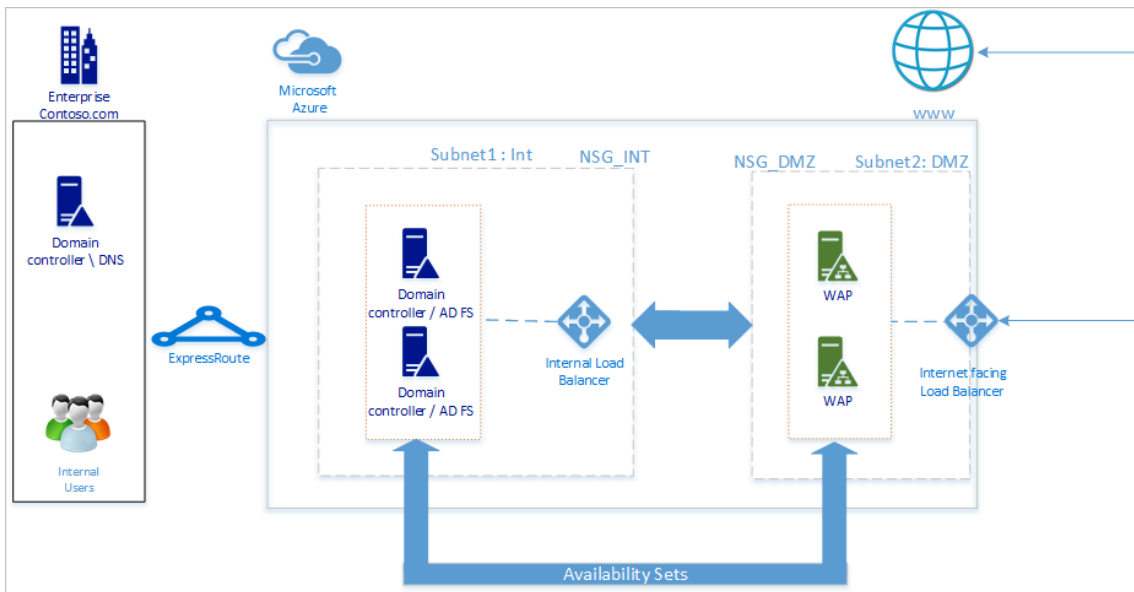 Enterprise
Contoso.com
Microsoft
Azure
www
Subnet1 : Int
NSG_INT
NSG_DMZ
Subnet2: DMZ
Domain
controller \ DNS
Domain
controller / AD FS
Domain
controller / AD FS
WAP
WAP
ExpressRoute
Internal Load
Balancer
Internet facing
Load Balancer
Internal
Users
Availability Sets